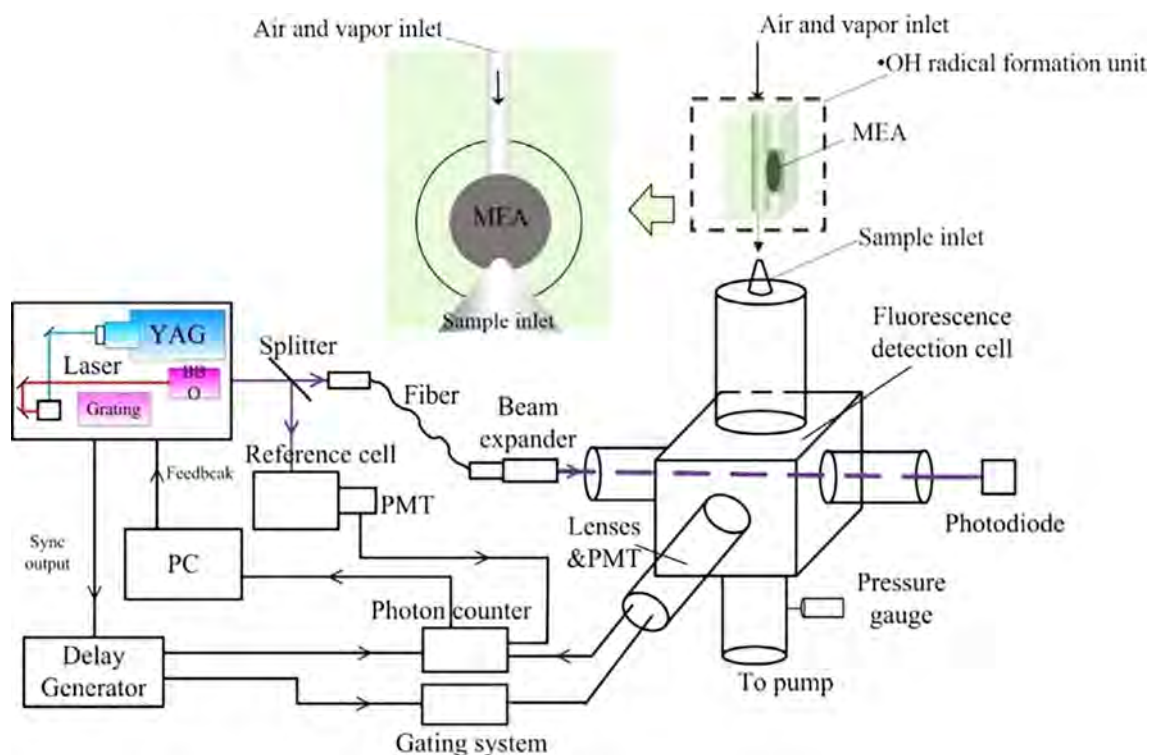 Air and vapor inlet
Air and vapor inlet
•OH radical formation unit
MEA
MEA
Sample inlet
Sample inlet
Fluorescence
detection cell
YAG
Laser
BB
O
Grating
Splitter
Fiber
Beam
expander
Reference cell
Feedbeak
PMT
Lenses
&PMT
Photodiode
Sync
output
PC
Photon counter
Pressure
gauge
Delay
Generator
To pump
Gating system